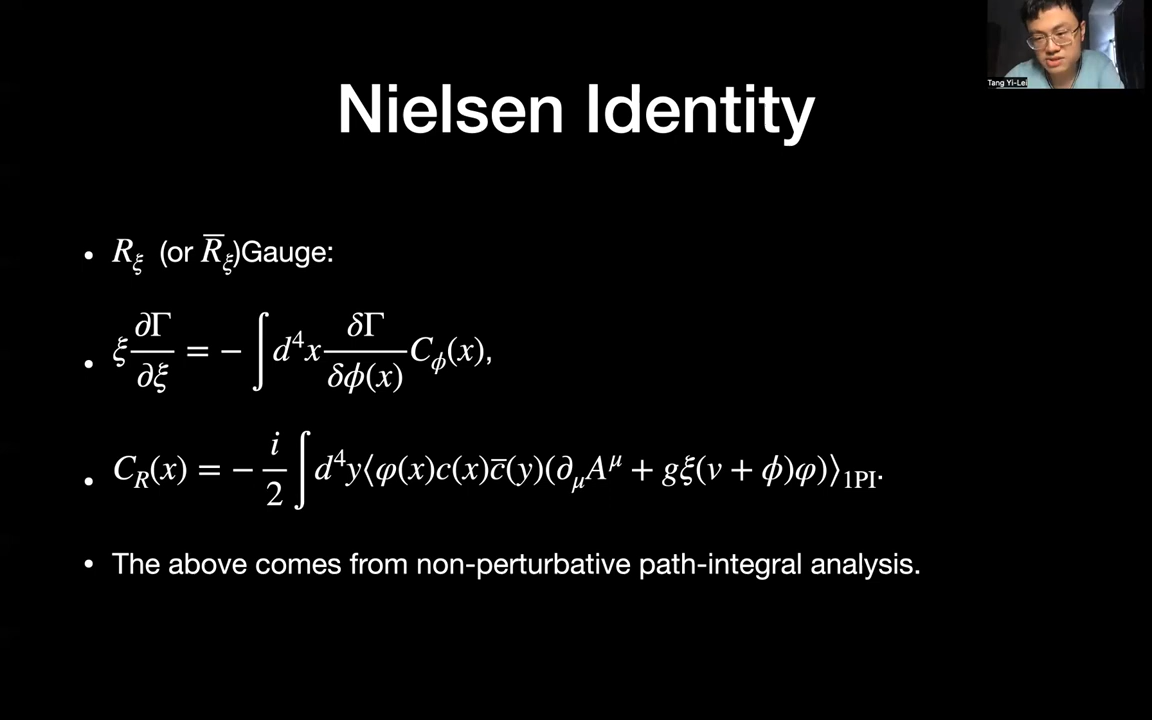 Tang Yi-Lei
Nielsen Identity
• R_ξ (or R̅_ξ)Gauge:
• ξ ∂Γ/∂ξ = − ∫ d⁴x δΓ/δϕ(x) C_ϕ(x),
• C_R(x) = − i/2 ∫ d⁴y⟨φ(x)c(x)c̅(y)(∂_μA^μ + gξ(v + ϕ)φ)⟩_1PI.
• The above comes from non-perturbative path-integral analysis.